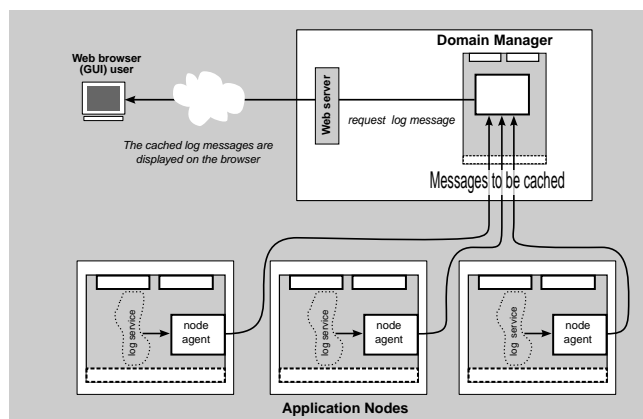 Domain Manager
Web browser
(GUI) user
Web server
request log message
The cached log messages are
displayed on the browser
Messages to be cached
log service
node
agent
log service
node
agent
log service
node
agent
Application Nodes